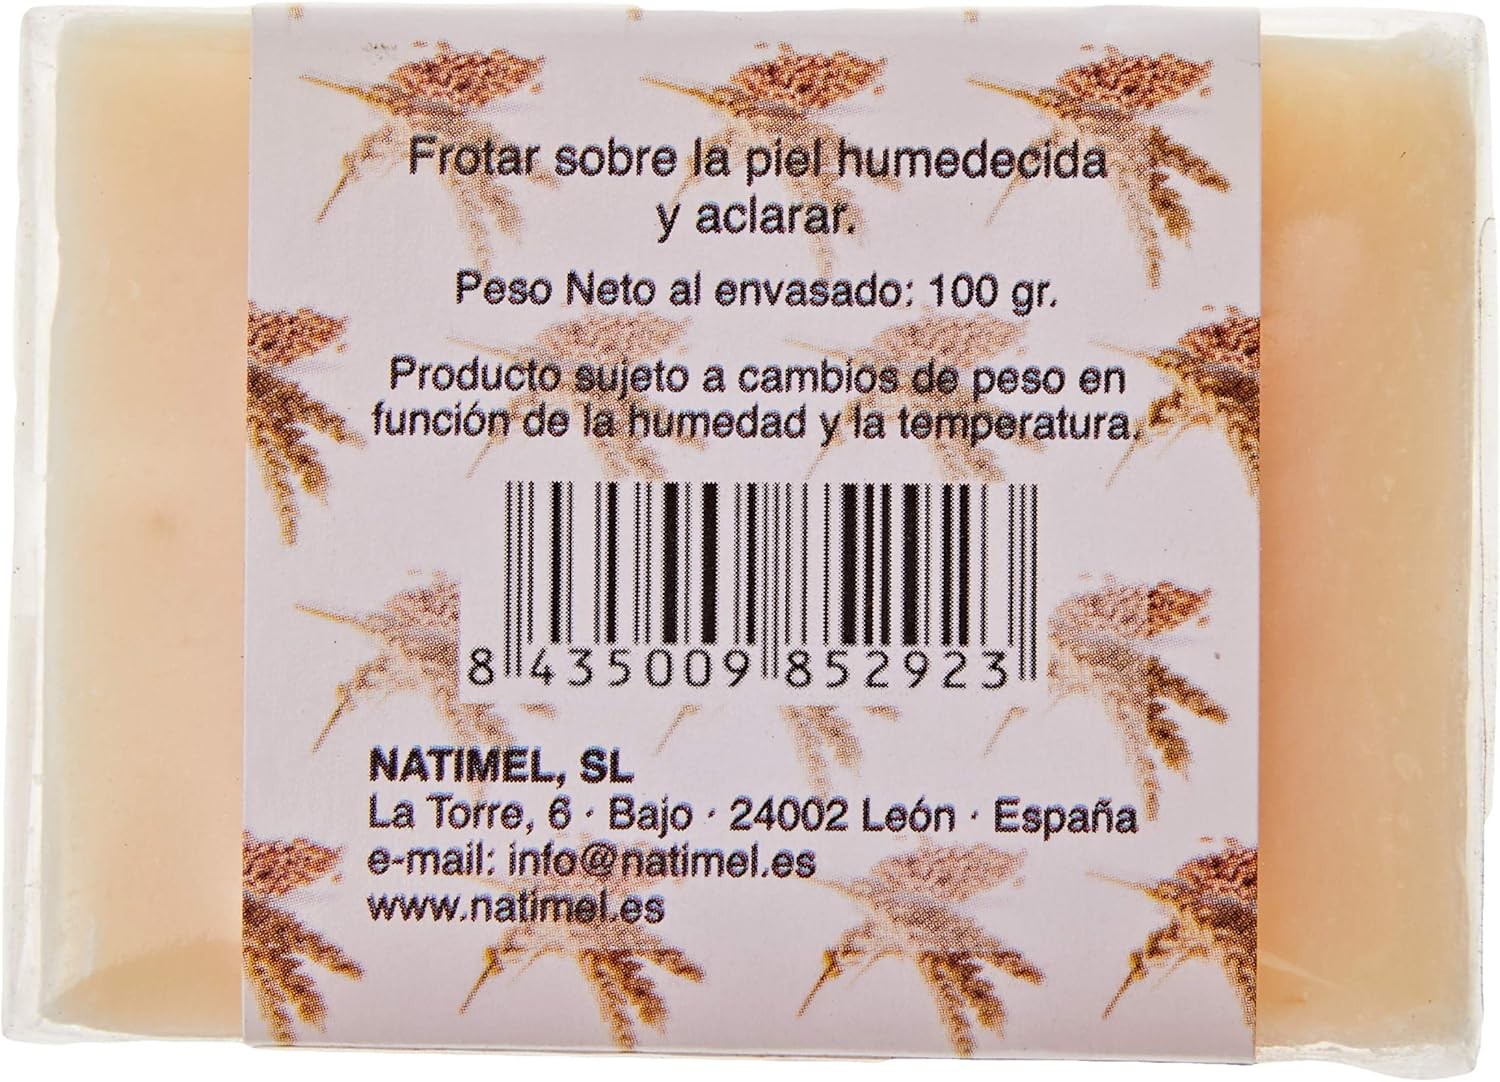 Frotar sobre la piel humedecida
y aclarar.
Peso Neto al envasado: 100 gr.
Producto sujeto a cambios de peso en
función de la humedad y la temperatura.
8 435009 852923
NATIMEL, SL
La Torre, 6 · Bajo · 24002 León · España
e-mail: info@natimel.es
www.natimel.es